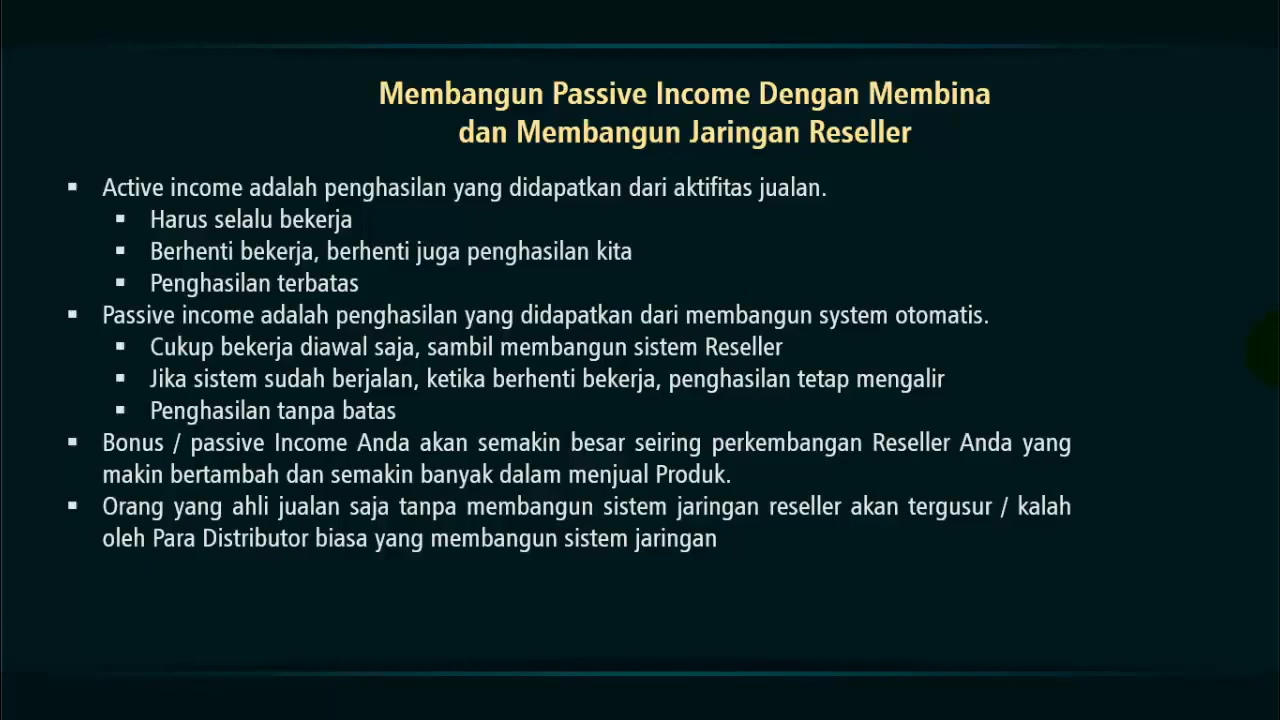 Membangun Passive Income Dengan Membina
dan Membangun Jaringan Reseller
▪ Active income adalah penghasilan yang didapatkan dari aktifitas jualan.
▪ Harus selalu bekerja
▪ Berhenti bekerja, berhenti juga penghasilan kita
▪ Penghasilan terbatas
▪ Passive income adalah penghasilan yang didapatkan dari membangun system otomatis.
▪ Cukup bekerja diawal saja, sambil membangun sistem Reseller
▪ Jika sistem sudah berjalan, ketika berhenti bekerja, penghasilan tetap mengalir
▪ Penghasilan tanpa batas
▪ Bonus / passive Income Anda akan semakin besar seiring perkembangan Reseller Anda yang
makin bertambah dan semakin banyak dalam menjual Produk.
▪ Orang yang ahli jualan saja tanpa membangun sistem jaringan reseller akan tergusur / kalah
oleh Para Distributor biasa yang membangun sistem jaringan